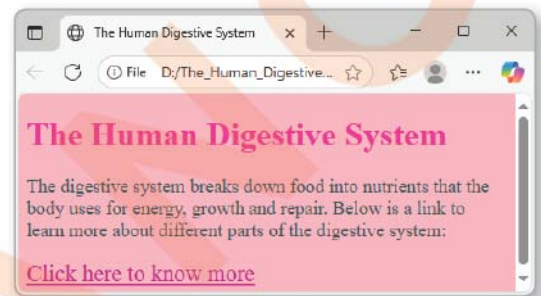 The Human Digestive System
File D:/The_Human_Digestive...
The Human Digestive System
The digestive system breaks down food into nutrients that the
body uses for energy, growth and repair. Below is a link to
learn more about different parts of the digestive system:
Click here to know more